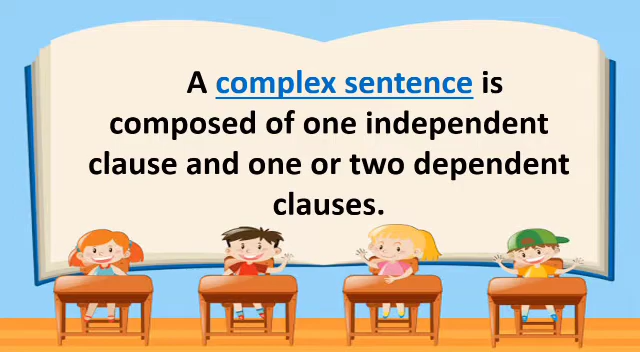 A complex sentence is
composed of one independent
clause and one or two dependent
clauses.